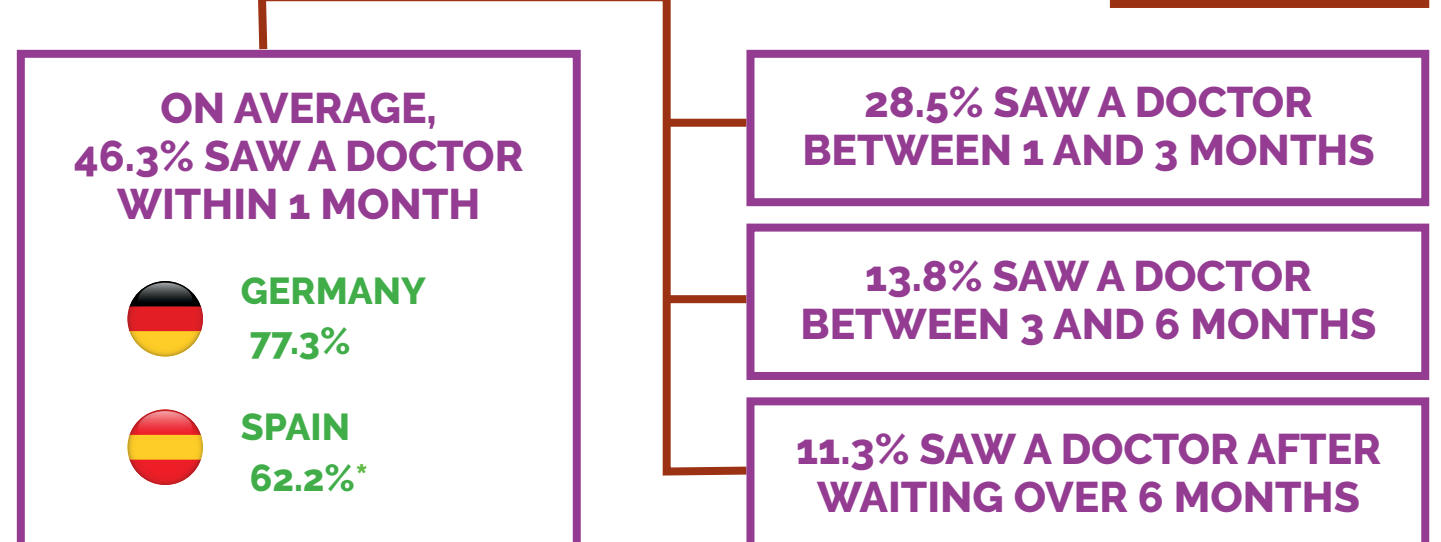 ON AVERAGE,
46.3% SAW A DOCTOR
WITHIN 1 MONTH
GERMANY
77.3%
SPAIN
62.2%*
28.5% SAW A DOCTOR
BETWEEN 1 AND 3 MONTHS
13.8% SAW A DOCTOR
BETWEEN 3 AND 6 MONTHS
11.3% SAW A DOCTOR AFTER
WAITING OVER 6 MONTHS